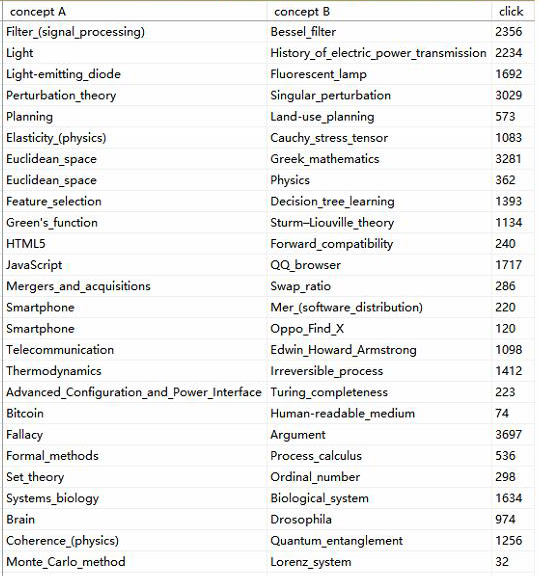 concept A concept B click
Filter_(signal_processing) Bessel_filter 2356
Light History_of_electric_power_transmission 2234
Light-emitting_diode Fluorescent_lamp 1692
Perturbation_theory Singular_perturbation 3029
Planning Land-use_planning 573
Elasticity_(physics) Cauchy_stress_tensor 1083
Euclidean_space Greek_mathematics 3281
Euclidean_space Physics 362
Feature_selection Decision_tree_learning 1393
Green's_function Sturm–Liouville_theory 1134
HTML5 Forward_compatibility 240
JavaScript QQ_browser 1717
Mergers_and_acquisitions Swap_ratio 286
Smartphone Mer_(software_distribution) 220
Smartphone Oppo_Find_X 120
Telecommunication Edwin_Howard_Armstrong 1098
Thermodynamics Irreversible_process 1412
Advanced_Configuration_and_Power_Interface Turing_completeness 223
Bitcoin Human-readable_medium 74
Fallacy Argument 3697
Formal_methods Process_calculus 536
Set_theory Ordinal_number 298
Systems_biology Biological_system 1634
Brain Drosophila 974
Coherence_(physics) Quantum_entanglement 1256
Monte_Carlo_method Lorenz_system 32